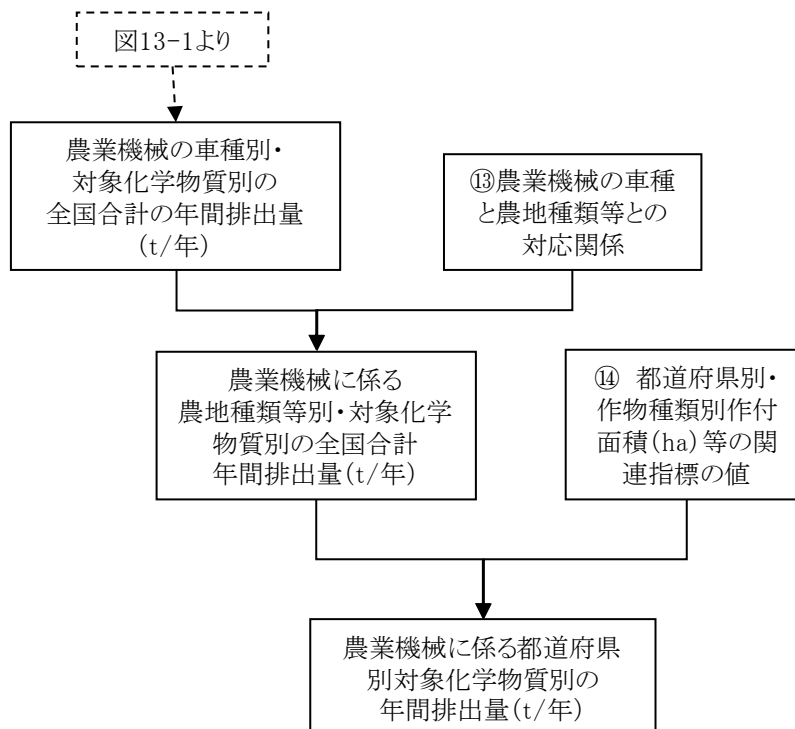 図13-1より
農業機械の車種別・
対象化学物質別の
全国合計の年間排出量
(t/年)
⑬農業機械の車種
と農地種類等との
対応関係
農業機械に係る
農地種類等別・対象化学
物質別の全国合計
年間排出量(t/年)
⑭ 都道府県別・
作物種類別作付
面積(ha)等の関
連指標の値
農業機械に係る都道府県
別対象化学物質別の
年間排出量(t/年)